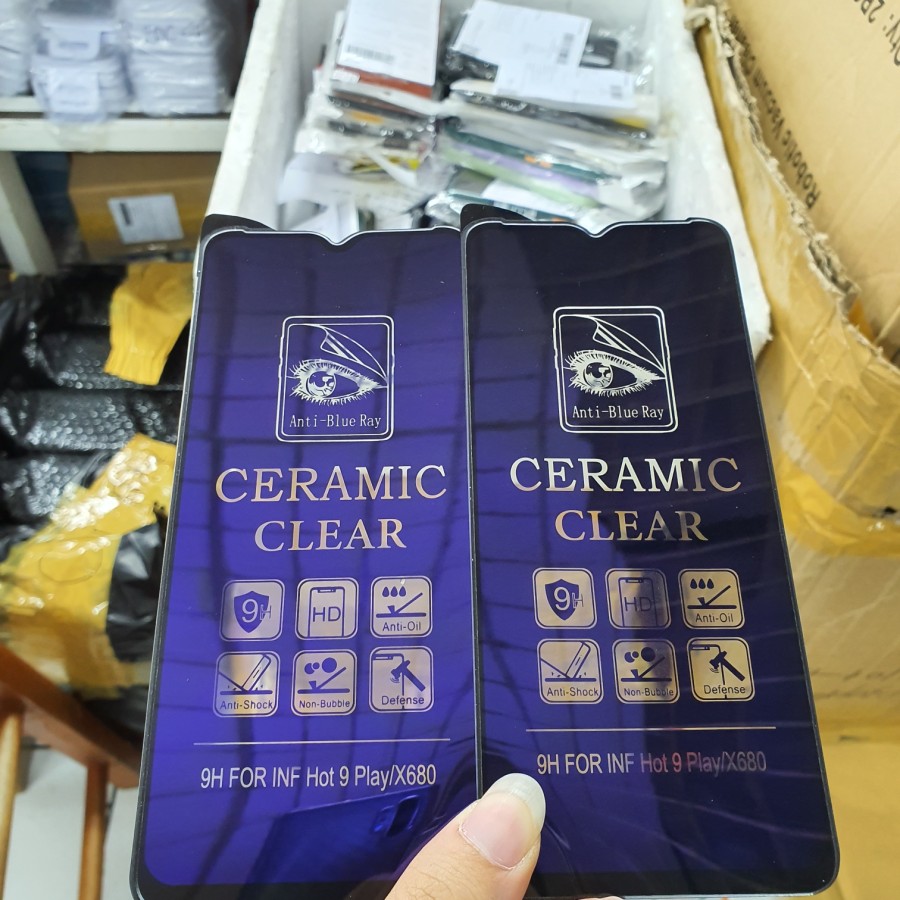 Anti-Blue Ray
CERAMIC
CLEAR
9H
HD
Anti-Oil
Anti-Shock
Non-Bubble
Defense
9H FOR INF Hot 9 Play/X680
Anti-Blue Ray
CERAMIC
CLEAR
9H
HD
Anti-Oil
Anti-Shock
Non-Bubble
Defense
9H FOR INF Hot 9 Play/X680
Robotic